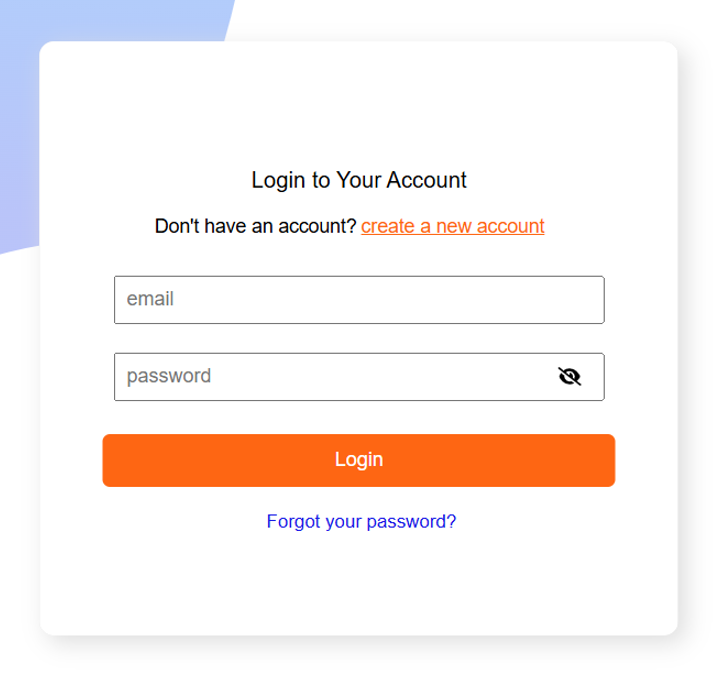 Login to Your Account
Don't have an account? create a new account
email
password
Login
Forgot your password?